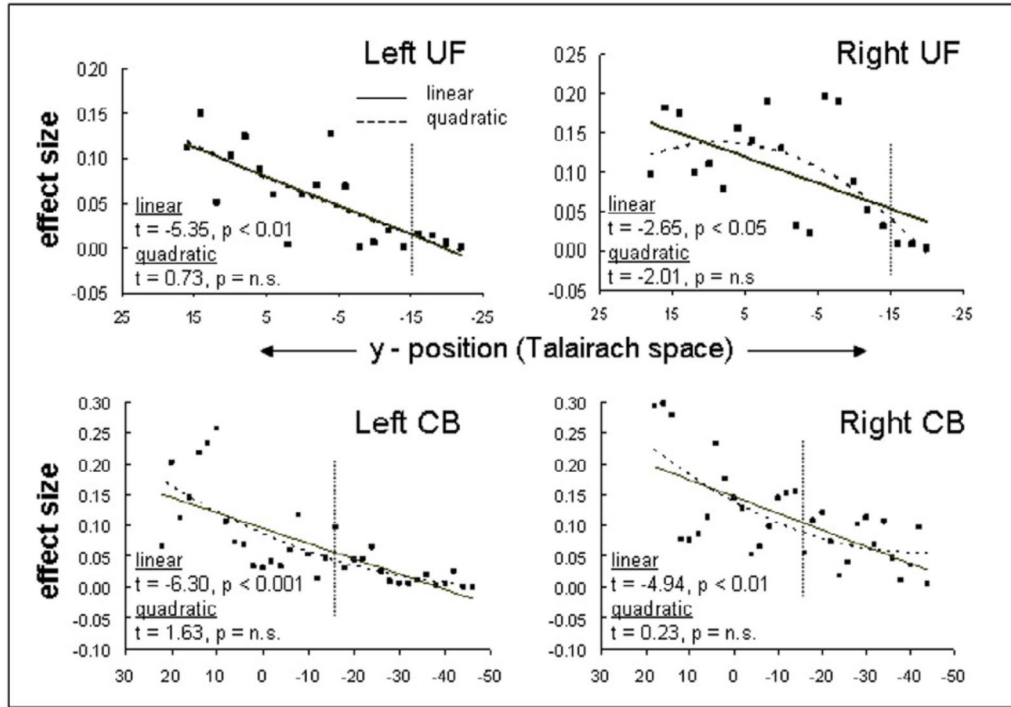 Left UF
Right UF
linear
quadratic
effect size
0.20
0.15
0.10
0.05
0.00
-0.05
linear
t = -5.35, p < 0.01
quadratic
t = 0.73, p = n.s.
25 15 5 -5 -15 -25
0.25
0.20
0.15
0.10
0.05
0.00
-0.05
linear
t = -2.65, p < 0.05
quadratic
t = -2.01, p = n.s
25 15 5 -5 -15 -25
y - position (Talairach space)
Left CB
Right CB
effect size
0.30
0.25
0.20
0.15
0.10
0.05
0.00
-0.05
-0.10
linear
t = -6.30, p < 0.001
quadratic
t = 1.63, p = n.s.
30 20 10 0 -10 -20 -30 -40 -50
0.30
0.25
0.20
0.15
0.10
0.05
0.00
-0.05
-0.10
linear
t = -4.94, p < 0.01
quadratic
t = 0.23, p = n.s.
30 20 10 0 -10 -20 -30 -40 -50